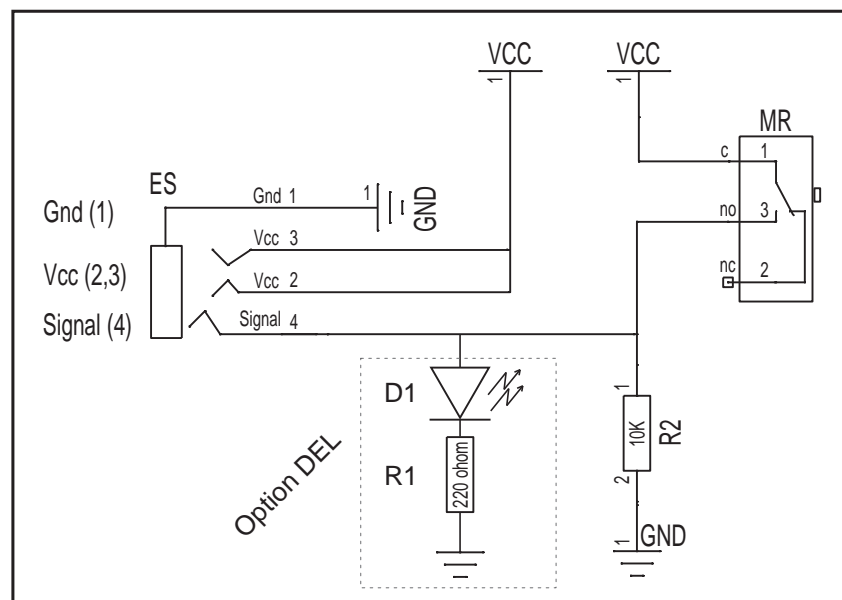 VCC
1
VCC
1
MR
c 1
ES
Gnd 1
1
GND
Gnd (1)
no 3
Vcc 3
Vcc (2,3)
Vcc 2
nc 2
Signal (4)
Signal 4
D1
1
10K
R2
Option DEL
R1
220 ohom
2
1
GND